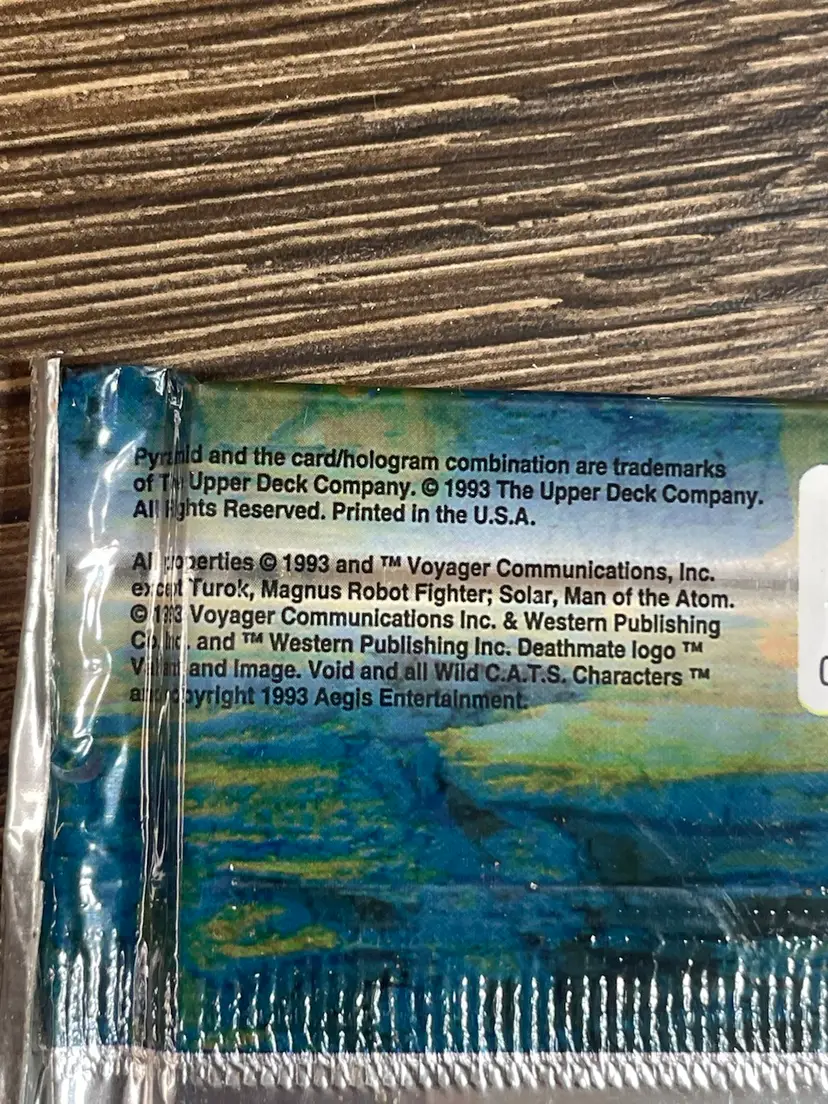 Pyramid and the card/hologram combination are trademarks
of The Upper Deck Company. © 1993 The Upper Deck Company.
All Rights Reserved. Printed in the U.S.A.
All properties © 1993 and ™ Voyager Communications, Inc.
except Turok, Magnus Robot Fighter; Solar, Man of the Atom.
© 1993 Voyager Communications Inc. & Western Publishing
Co. Inc. and ™ Western Publishing Inc. Deathmate logo ™
Valiant and Image. Void and all Wild C.A.T.S. Characters ™
and copyright 1993 Aegis Entertainment.